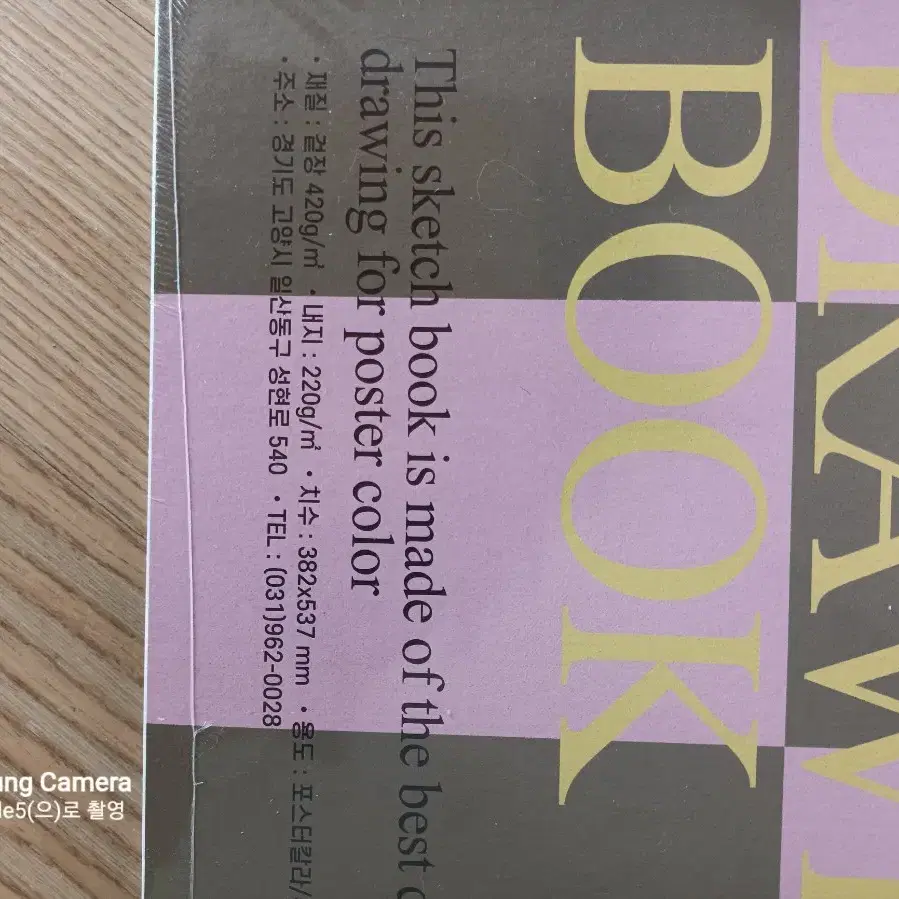 DRAWI
BOOK
This sketch book is made of the best
drawing for poster color
· 재질 : 겉장 420g/㎡ · 내지 : 220g/㎡ · 치수 : 382x537 mm · 용도 : 포스터칼라/
· 주소 : 경기도 고양시 일산동구 성현로 540 · TEL : (031)962-0028
ung Camera
le5(으)로 촬영